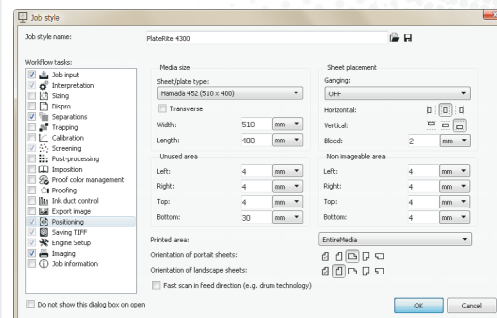 Job style
Job style name:
PlateRite 4300
Workflow tasks:
Job input
Interpretation
Sizing
Dispro
Separations
Trapping
Calibration
Screening
Post-processing
Imposition
Proof color management
Proofing
Ink duct control
Export image
Positioning
Saving TIFF
Engine Setup
Imaging
Job information
Media size
Sheet/plate type:
Hamada 452 (510 x 400)
Transverse
Width: 510 mm
Length: 400 mm
Sheet placement
Ganging:
OFF
Horizontal:
Vertical:
Bleed: 2 mm
Unused area
Left: 4 mm
Right: 4 mm
Top: 4 mm
Bottom: 30 mm
Non imageable area
Left: 4 mm
Right: 4 mm
Top: 4 mm
Bottom: 4 mm
Printed area: EntireMedia
Orientation of portait sheets:
Orientation of landscape sheets:
Fast scan in feed direction (e.g. drum technology)
Do not show this dialog box on open
OK
Cancel